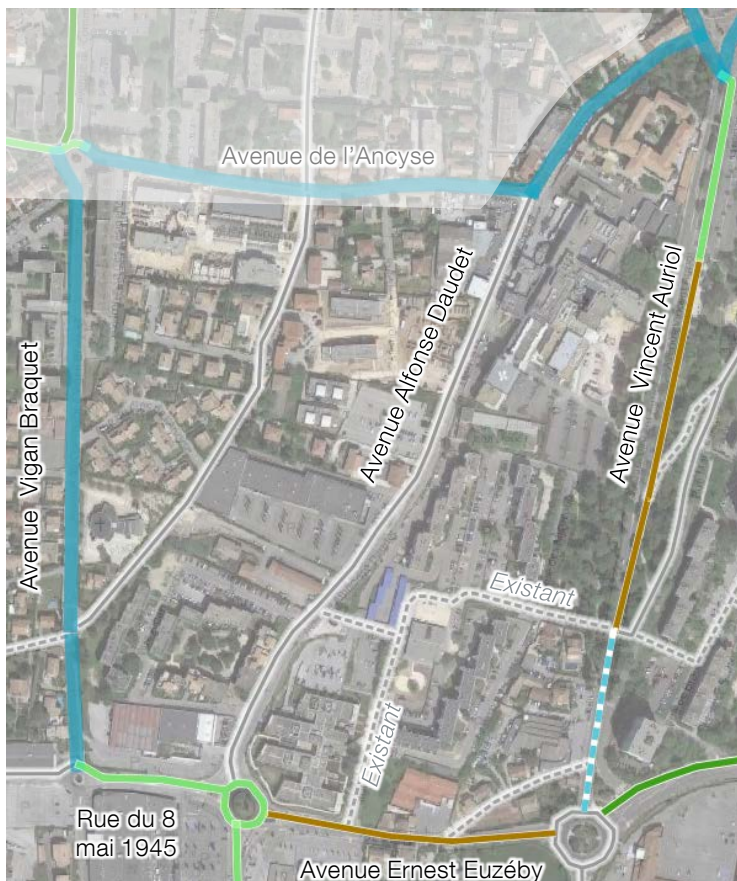 Avenue de l'Ancyse
Avenue Alfonse Daudet
Avenue Vincent Auriol
Avenue Vigan Braquet
Existant
Existant
Rue du 8
mai 1945
Avenue Ernest Euzéby